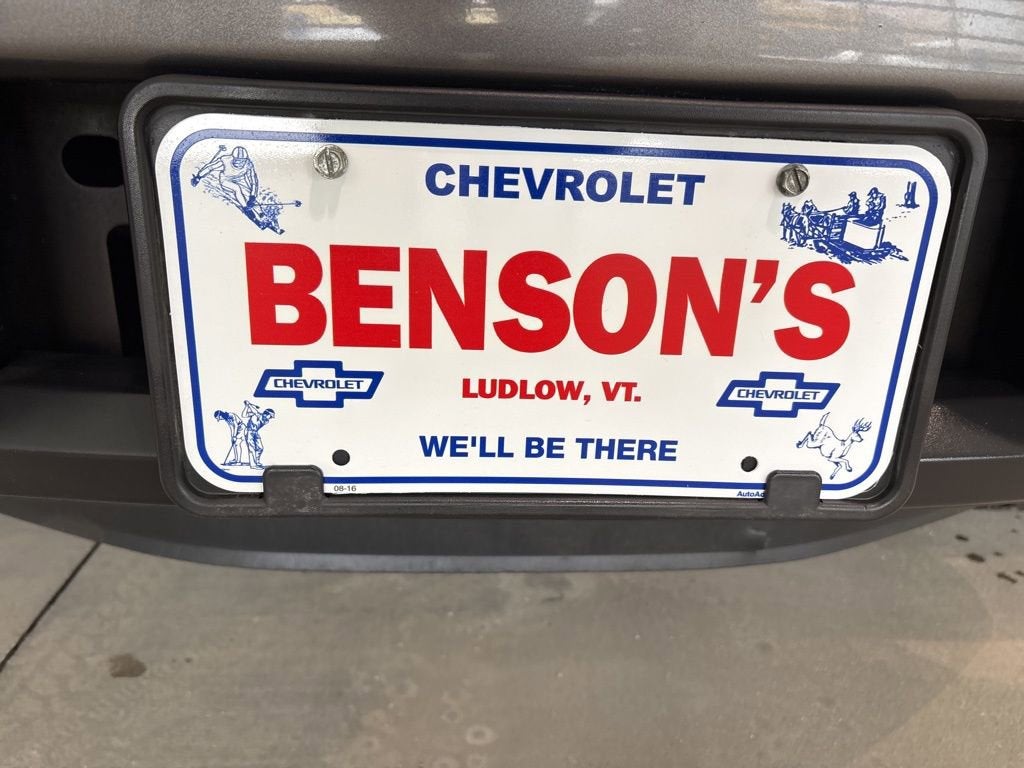 CHEVROLET
BENSON'S
CHEVROLET
LUDLOW, VT.
CHEVROLET
WE'LL BE THERE
08-16